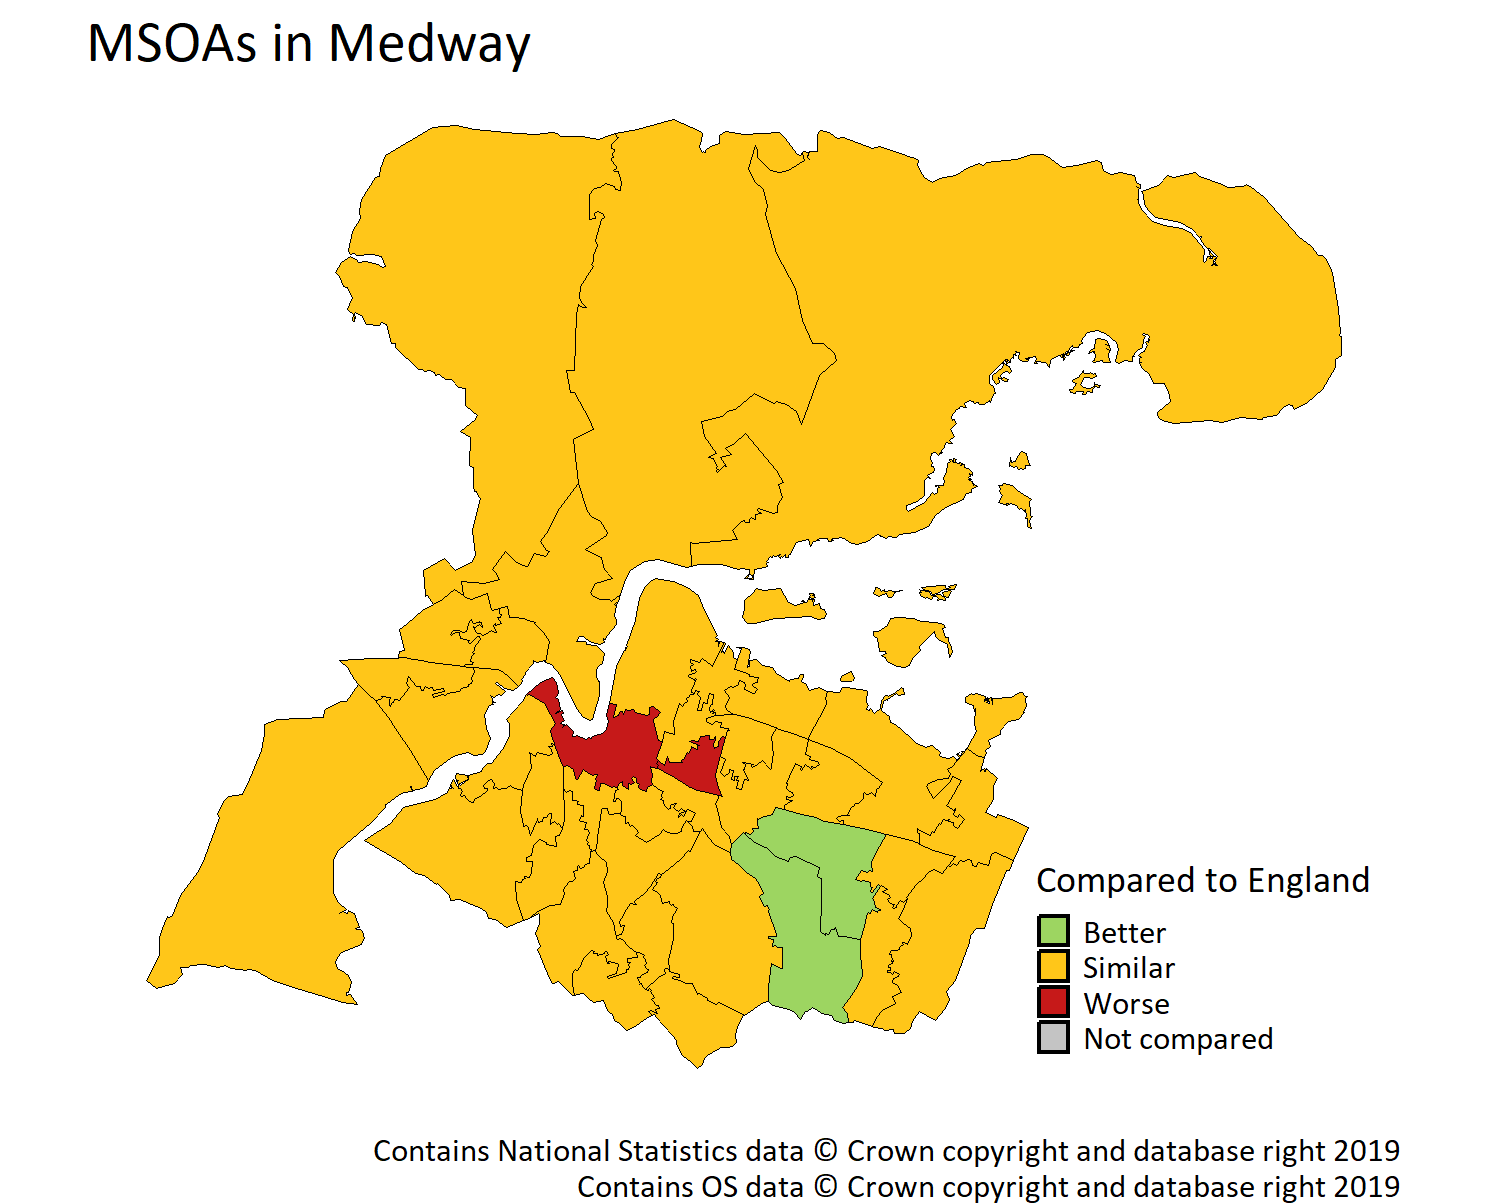 MSOAs in Medway
Compared to England
Better
Similar
Worse
Not compared
Contains National Statistics data © Crown copyright and database right 2019
Contains OS data © Crown copyright and database right 2019